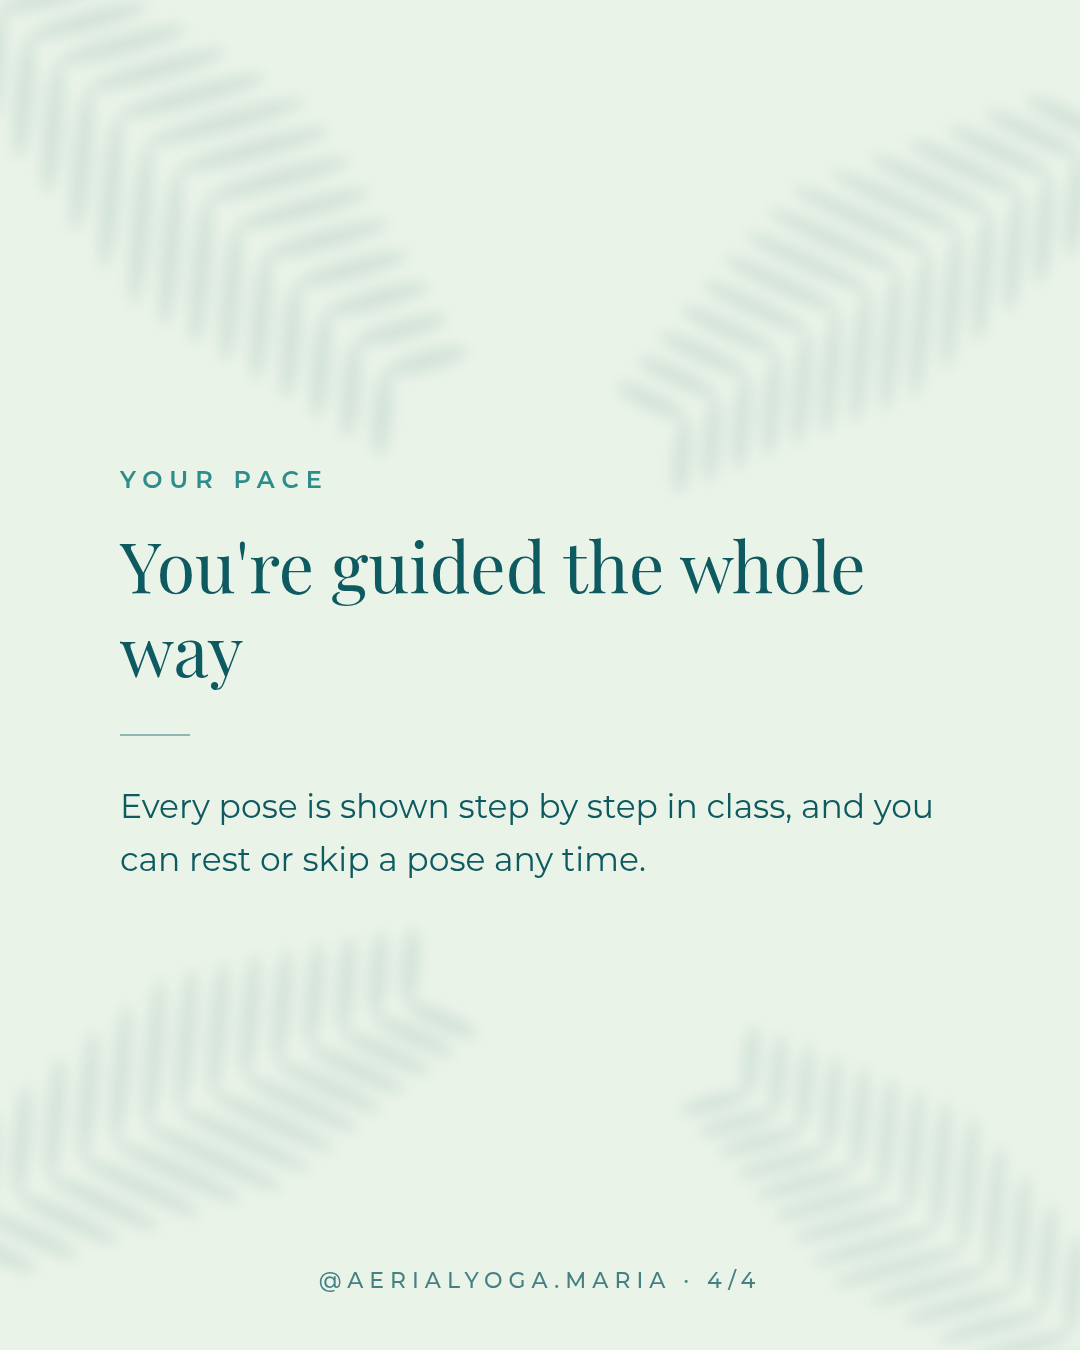 YOUR PACE
You're guided the whole
way
Every pose is shown step by step in class, and you
can rest or skip a pose any time.
@AERIALYOGA.MARIA · 4/4